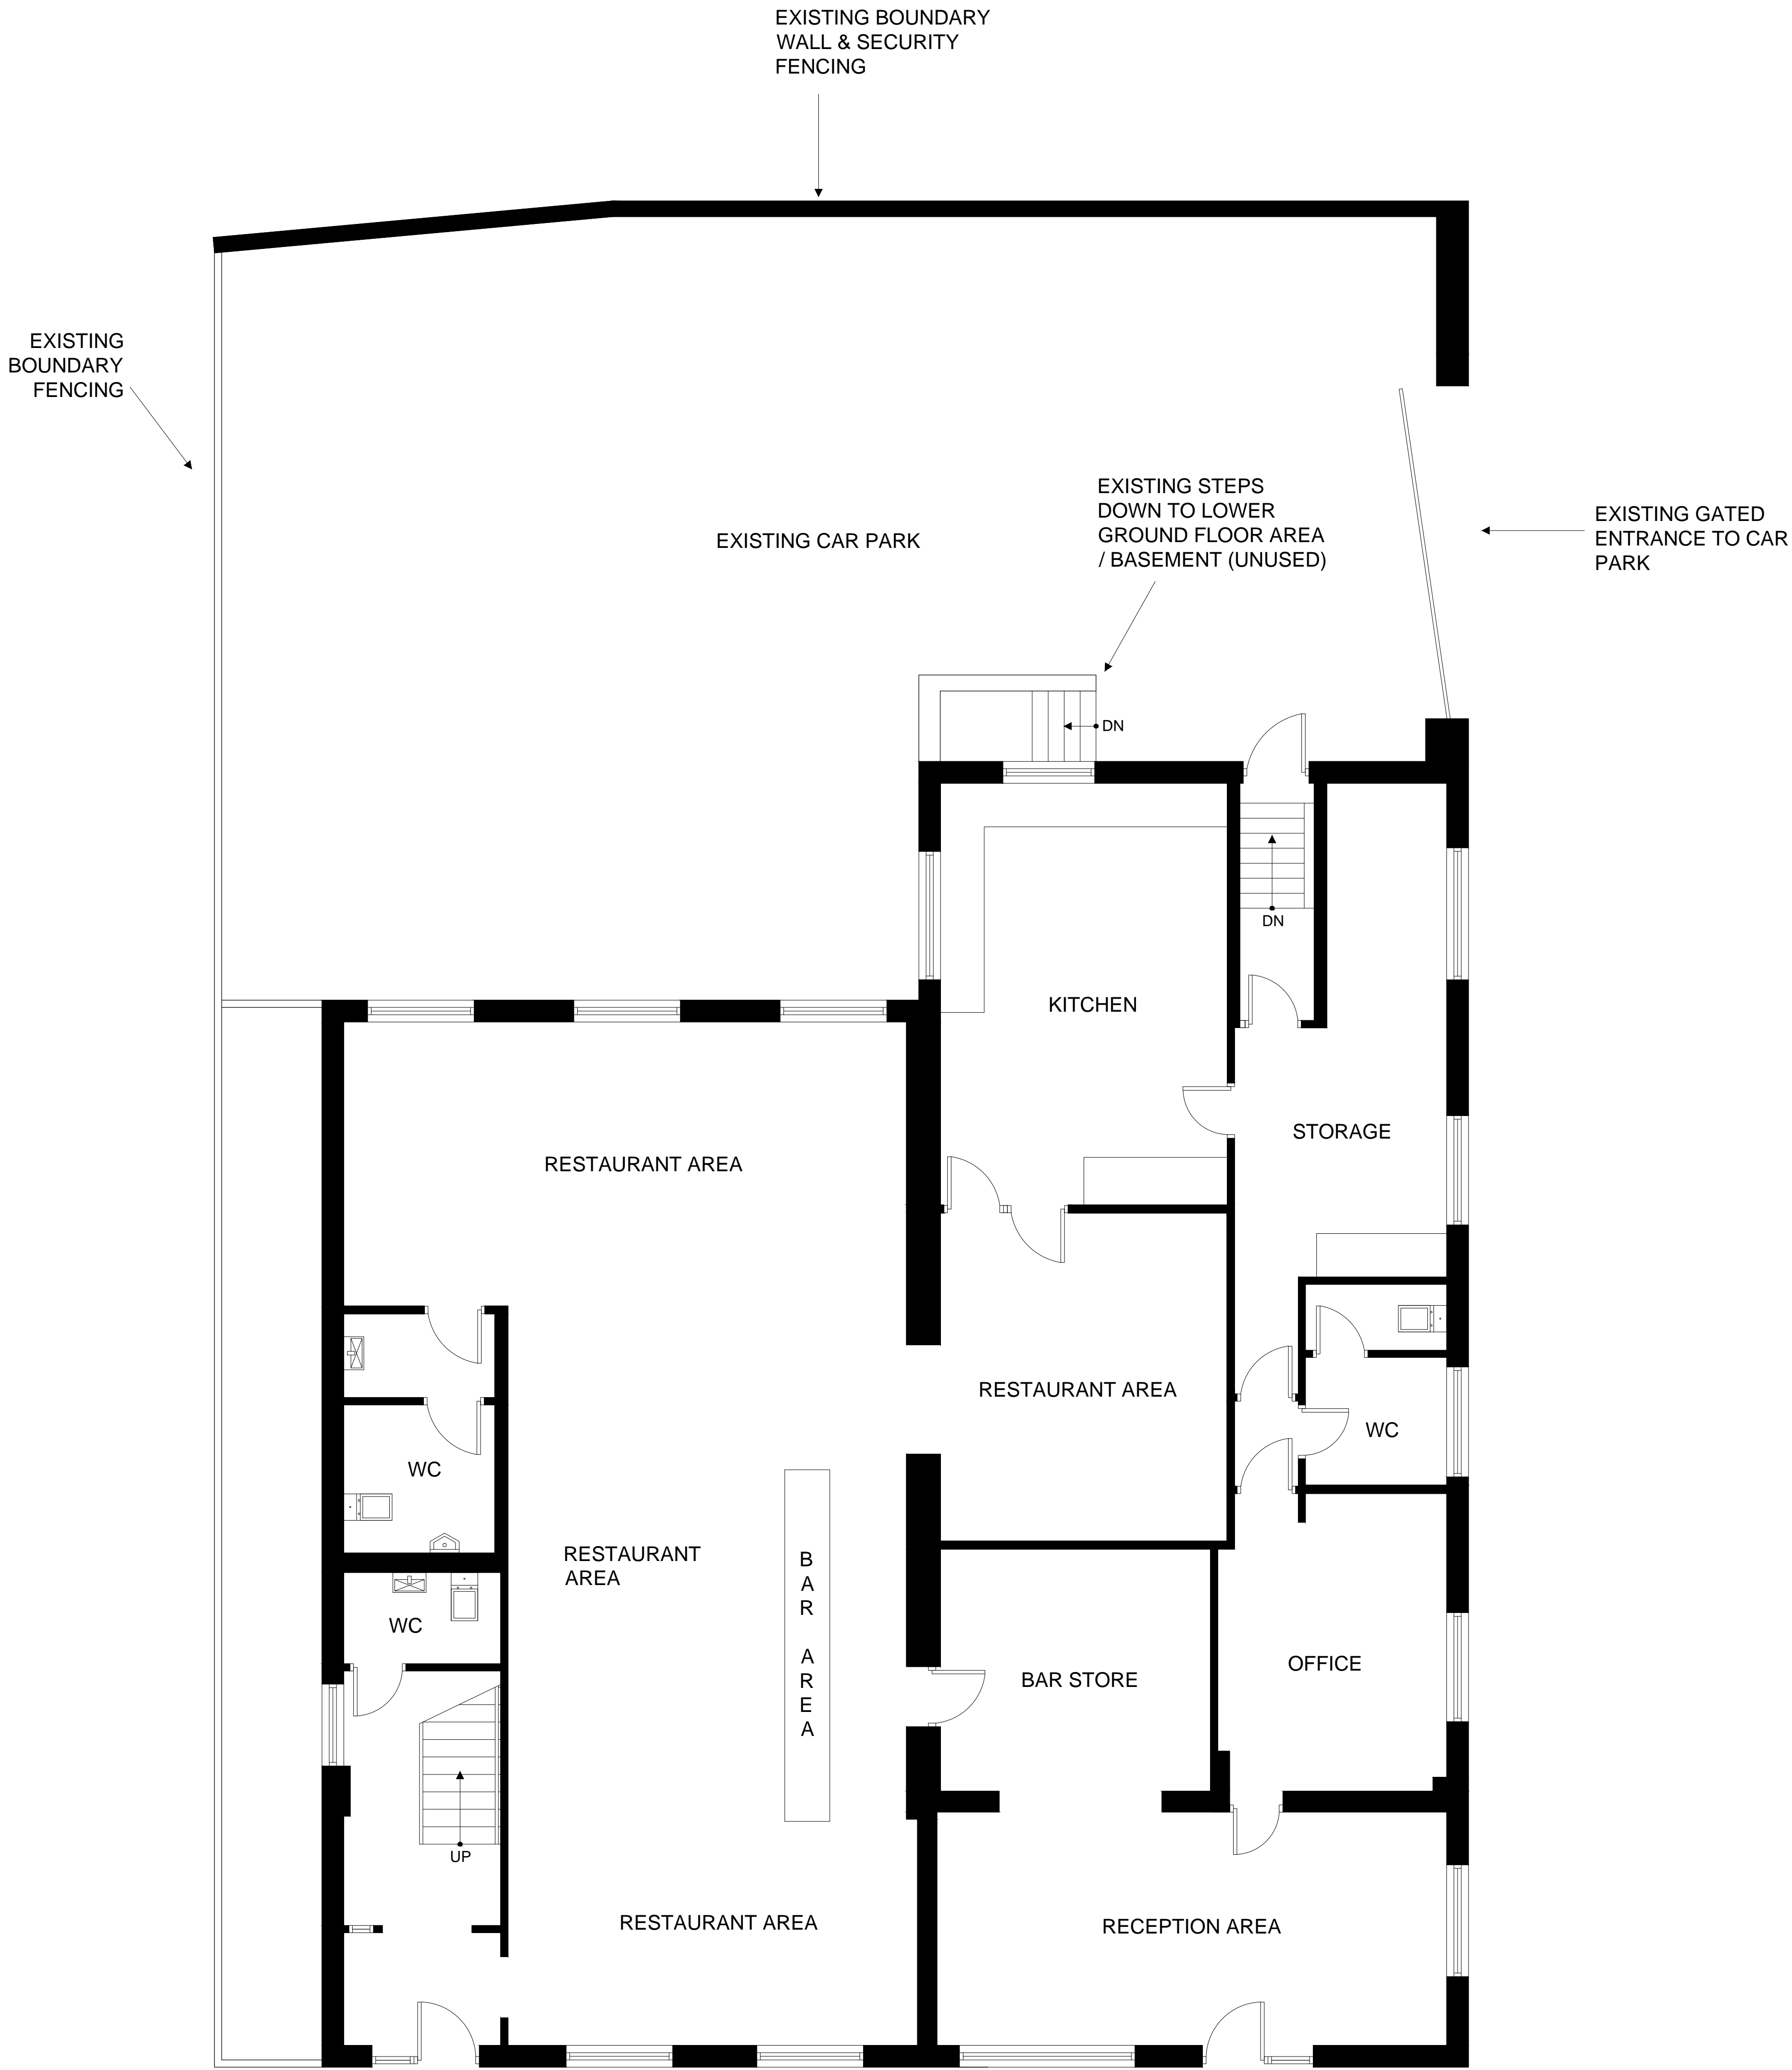 EXISTING BOUNDARY
WALL & SECURITY
FENCING
EXISTING
BOUNDARY
FENCING
EXISTING STEPS
DOWN TO LOWER
GROUND FLOOR AREA
/ BASEMENT (UNUSED)
EXISTING GATED
ENTRANCE TO CAR
PARK
EXISTING CAR PARK
DN
DN
KITCHEN
STORAGE
RESTAURANT AREA
RESTAURANT AREA
WC
WC
RESTAURANT
AREA
B
A
R
A
R
E
A
WC
BAR STORE
OFFICE
UP
RESTAURANT AREA
RECEPTION AREA